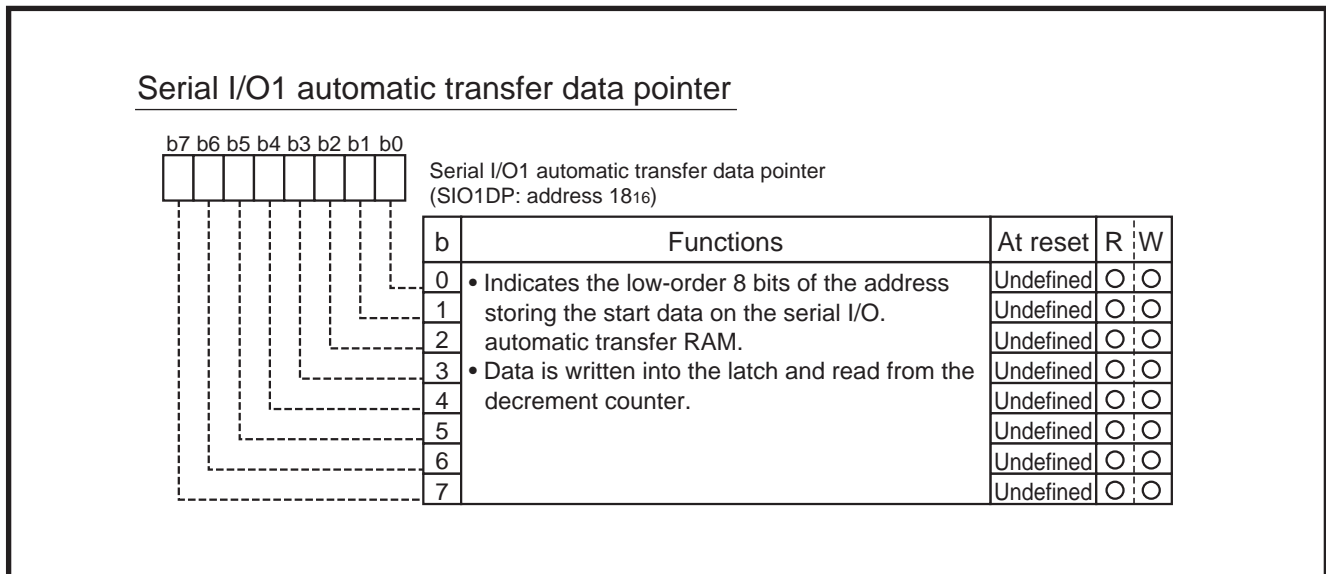 Serial I/O1 automatic transfer data pointer
b7 b6 b5 b4 b3 b2 b1 b0
Serial I/O1 automatic transfer data pointer
(SIO1DP: address 1816)
b Functions At reset R W
0 • Indicates the low-order 8 bits of the address Undefined O O
1 storing the start data on the serial I/O. Undefined O O
2 automatic transfer RAM. Undefined O O
3 • Data is written into the latch and read from the Undefined O O
4 decrement counter. Undefined O O
5 Undefined O O
6 Undefined O O
7 Undefined O O